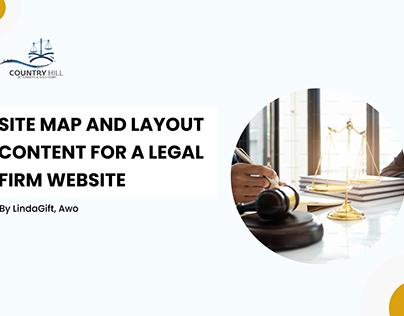 COUNTRY HILL
SITE MAP AND LAYOUT
CONTENT FOR A LEGAL
FIRM WEBSITE
By LindaGift, Awo